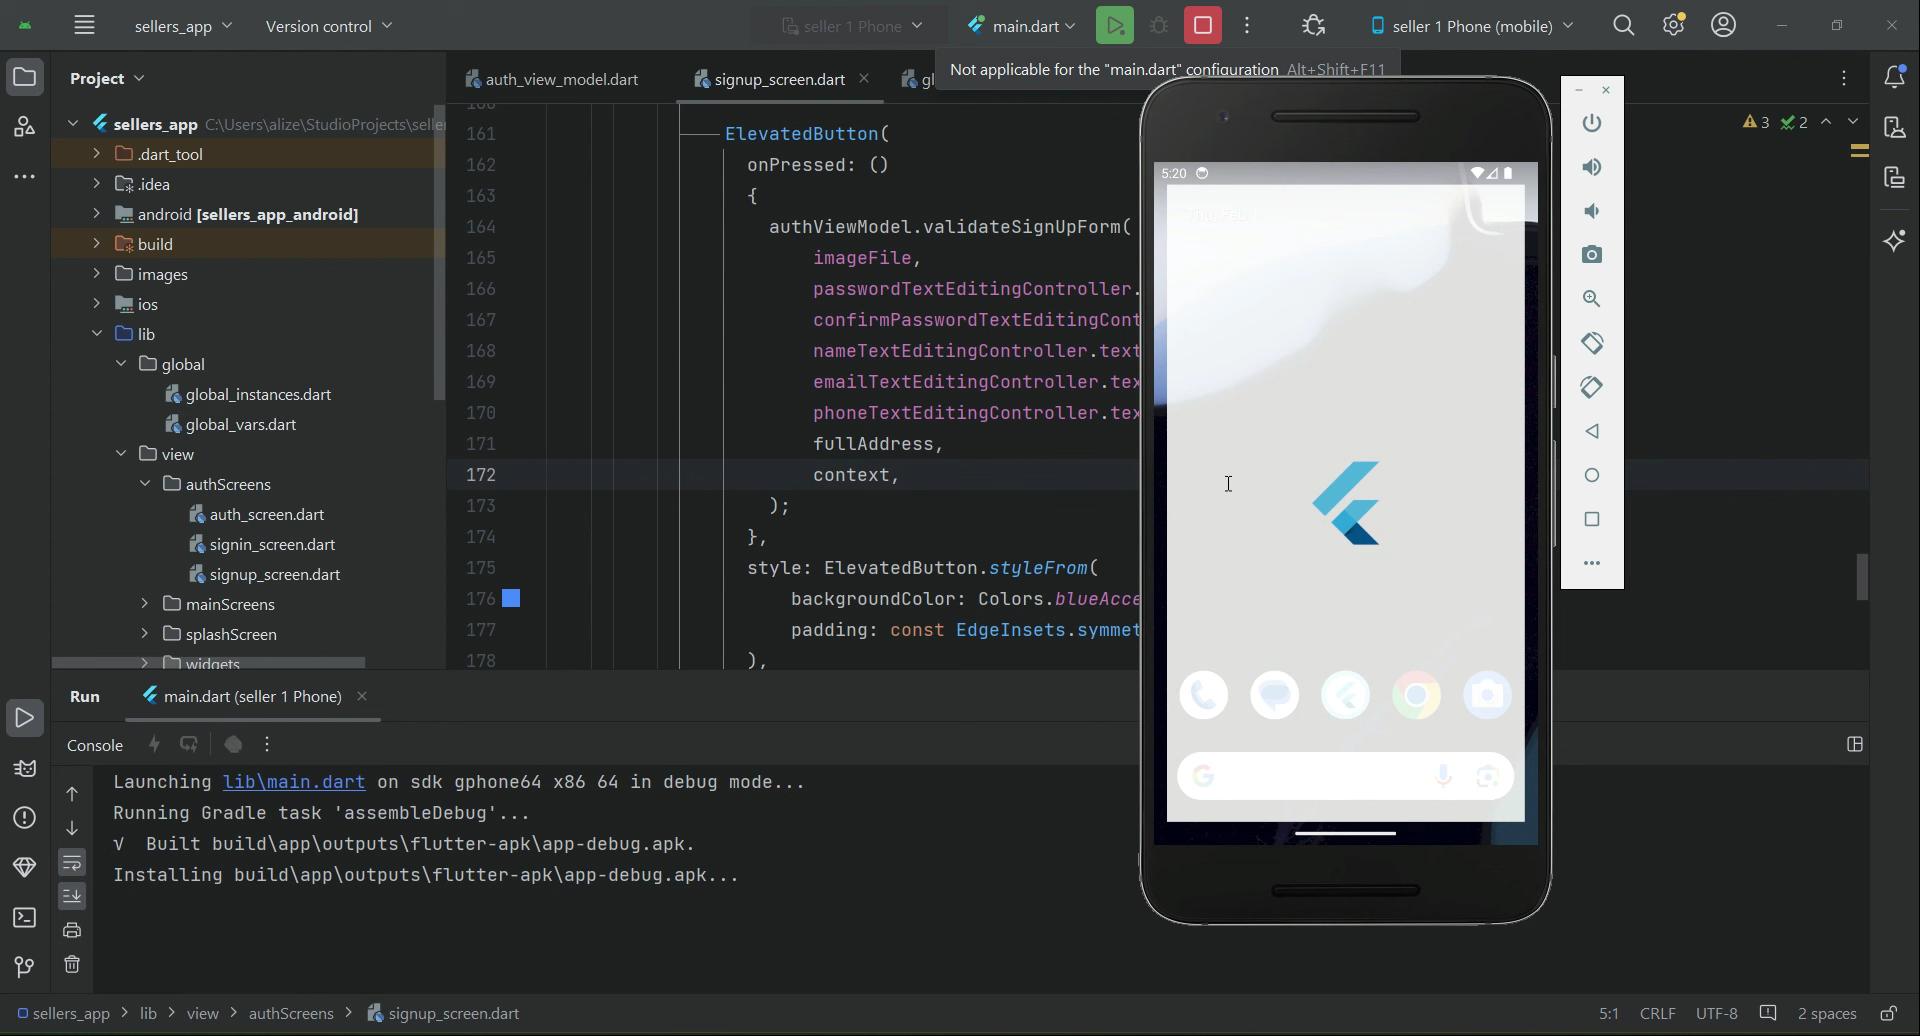 sellers_app
Version control
seller 1 Phone
main.dart
seller 1 Phone (mobile)
Project
auth_view_model.dart
signup_screen.dart
gl
Not applicable for the "main.dart" configuration Alt+Shift+F11
sellers_app C:\Users\alize\StudioProjects\selle
.dart_tool
.idea
android [sellers_app_android]
build
images
ios
lib
global
global_instances.dart
global_vars.dart
view
authScreens
auth_screen.dart
signin_screen.dart
signup_screen.dart
mainScreens
splashScreen
widgets
3
2
160
161 ElevatedButton(
162 onPressed: ()
163 {
164 authViewModel.validateSignUpForm(
165 imageFile,
166 passwordTextEditingController.
167 confirmPasswordTextEditingCont
168 nameTextEditingController.text
169 emailTextEditingController.tex
170 phoneTextEditingController.tex
171 fullAddress,
172 context,
173 );
174 },
175 style: ElevatedButton.styleFrom(
176 backgroundColor: Colors.blueAcce
177 padding: const EdgeInsets.symmet
178 ),
5:20
Run
main.dart (seller 1 Phone)
Console
Launching lib\main.dart on sdk gphone64 x86 64 in debug mode...
Running Gradle task 'assembleDebug'...
√ Built build\app\outputs\flutter-apk\app-debug.apk.
Installing build\app\outputs\flutter-apk\app-debug.apk...
sellers_app
lib
view
authScreens
signup_screen.dart
5:1
CRLF
UTF-8
2 spaces